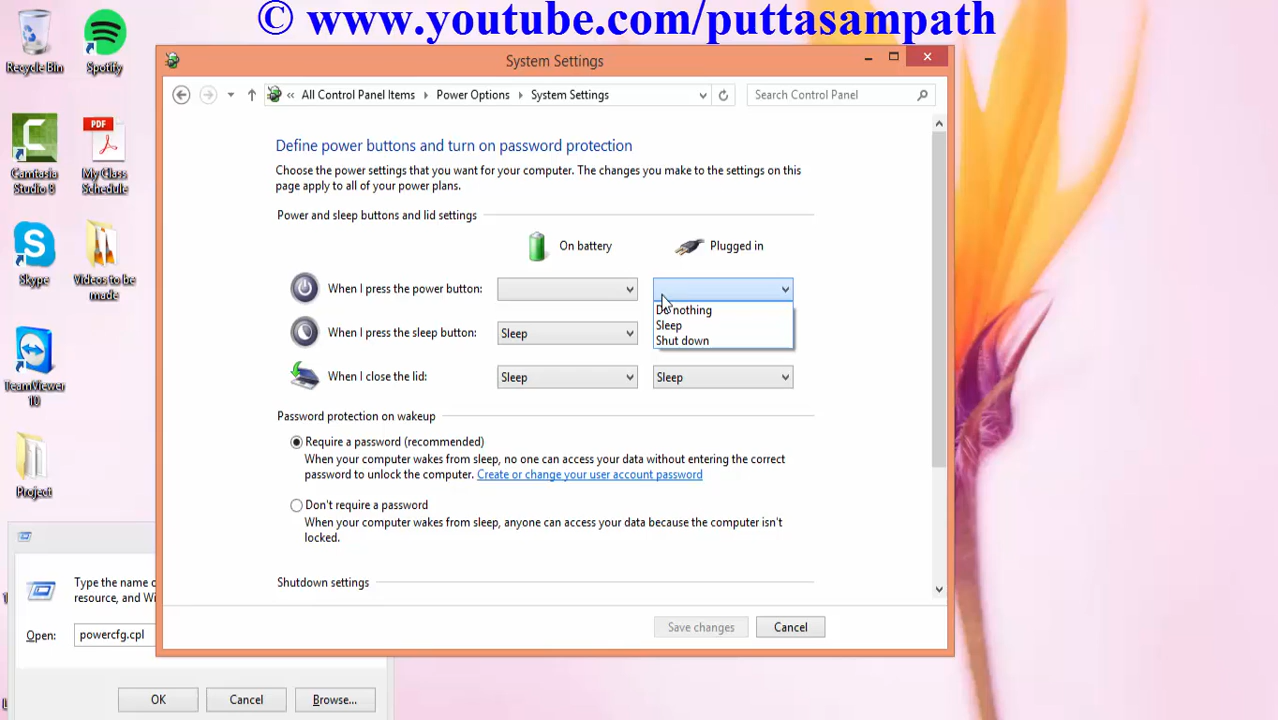 © www.youtube.com/puttasampath
Recycle Bin
Spotify
Camtasia
Studio 8
PDF
My Class
Schedule
Skype
Videos to be
made
TeamViewer
10
Project
System Settings
« All Control Panel Items
Power Options
System Settings
Search Control Panel
Define power buttons and turn on password protection
Choose the power settings that you want for your computer. The changes you make to the settings on this
page apply to all of your power plans.
Power and sleep buttons and lid settings
On battery
Plugged in
When I press the power button:
Do nothing
Sleep
Shut down
When I press the sleep button:
Sleep
When I close the lid:
Sleep
Sleep
Password protection on wakeup
Require a password (recommended)
When your computer wakes from sleep, no one can access your data without entering the correct
password to unlock the computer. Create or change your user account password
Don't require a password
When your computer wakes from sleep, anyone can access your data because the computer isn't
locked.
Shutdown settings
Save changes
Cancel
Type the name o
resource, and Wi
Open:
powercfg.cpl
OK
Cancel
Browse...